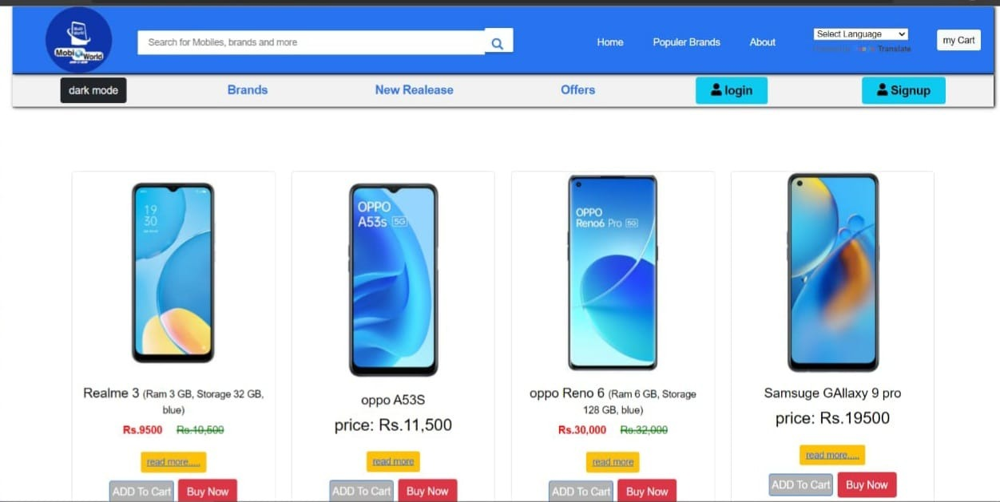 Mobi World
Search for Mobiles, brands and more
Home
Populer Brands
About
Select Language
Translate
my Cart
dark mode
Brands
New Realease
Offers
login
Signup
19
30
OPPO
A53s 5G
OPPO
Reno6 Pro 5G
Realme 3 (Ram 3 GB, Storage 32 GB,
blue)
Rs.9500 Rs.10,500
read more.....
ADD To Cart
Buy Now
oppo A53S
price: Rs.11,500
read more
ADD To Cart
Buy Now
oppo Reno 6 (Ram 6 GB, Storage
128 GB, blue)
Rs.30,000 Rs.32,000
read more
ADD To Cart
Buy Now
Samsuge GAllaxy 9 pro
price: Rs.19500
read more.....
ADD To Cart
Buy Now